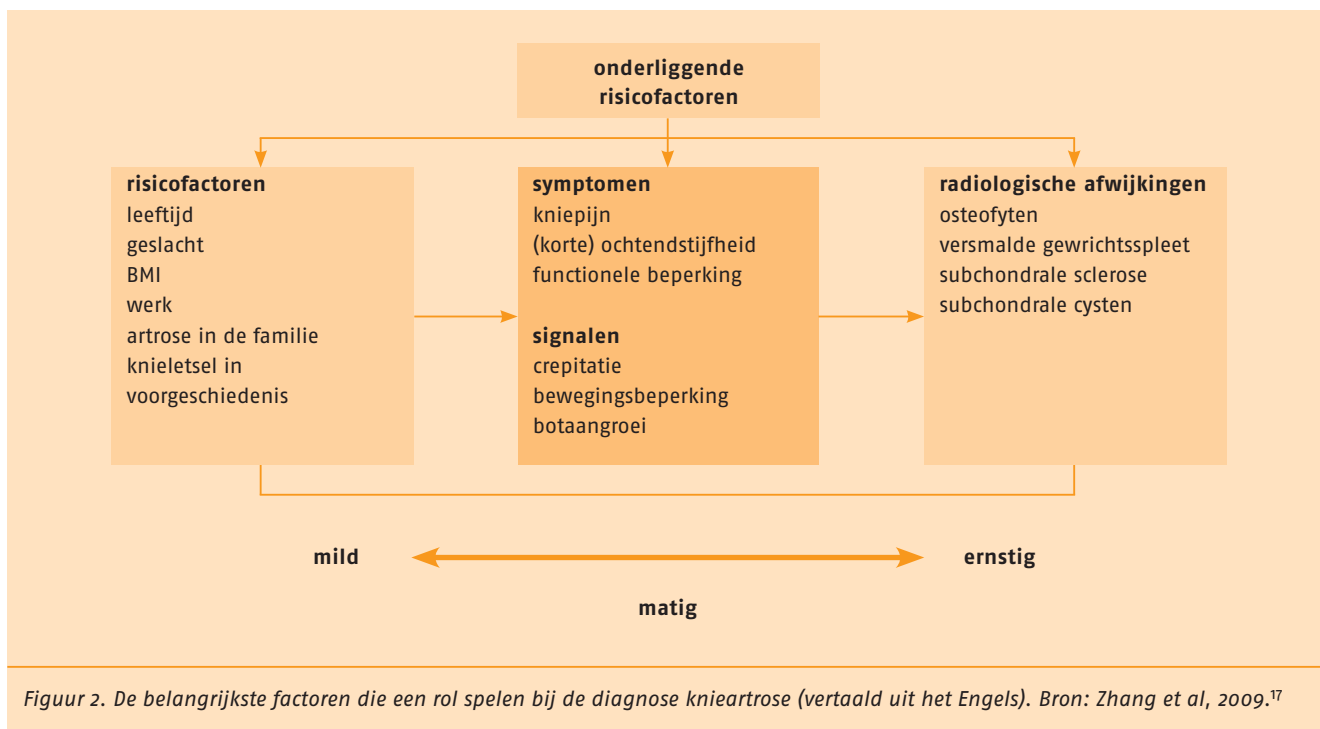 onderliggende
risicofactoren
risicofactoren
leeftijd
geslacht
BMI
werk
artrose in de familie
knieletsel in
voorgeschiedenis
symptomen
kniepijn
(korte) ochtendstijfheid
functionele beperking
signalen
crepitatie
bewegingsbeperking
botaangroei
radiologische afwijkingen
osteofyten
versmalde gewrichtsspleet
subchondrale sclerose
subchondrale cysten
mild
ernstig
matig
Figuur 2. De belangrijkste factoren die een rol spelen bij de diagnose knieartrose (vertaald uit het Engels). Bron: Zhang et al, 2009.¹⁷